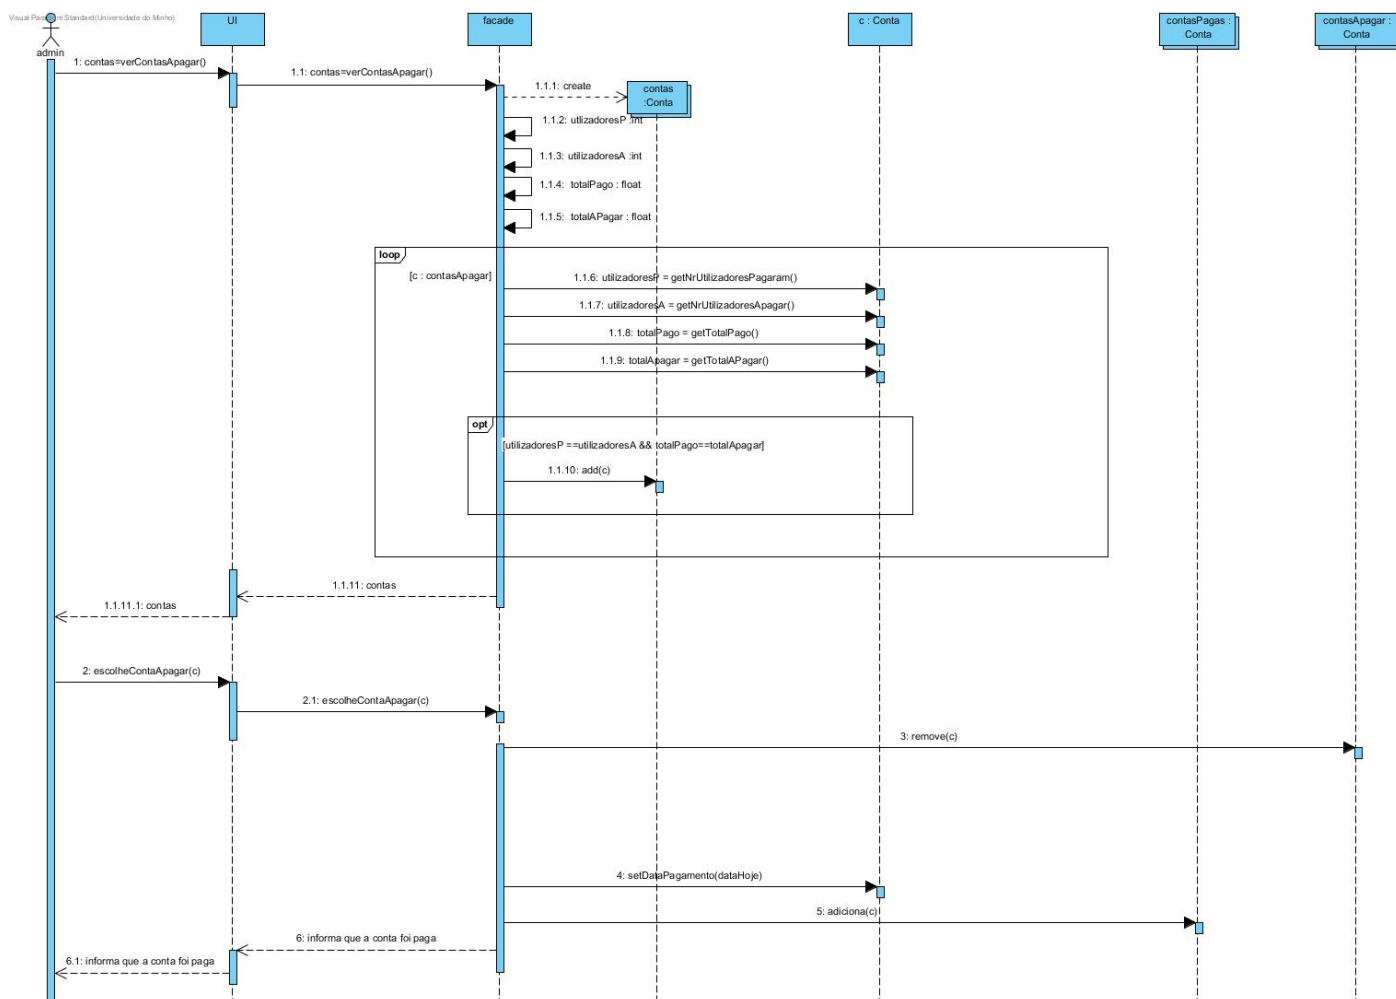 Visual Paradigm Standard(Universidade do Minho)
admin
UI
facade
c : Conta
contasPagas :
Conta
contasApagar :
Conta
1: contas=verContasApagar()
1.1: contas=verContasApagar()
1.1.1: create
contas
:Conta
1.1.2: utlizadoresP :int
1.1.3: utilizadoresA :int
1.1.4: totalPago : float
1.1.5: totalAPagar : float
loop
[c : contasApagar]
1.1.6: utilizadoresP = getNrUtilizadoresPagaram()
1.1.7: utilizadoresA = getNrUtilizadoresApagar()
1.1.8: totalPago = getTotalPago()
1.1.9: totalApagar = getTotalAPagar()
opt
[utilizadoresP ==utilizadoresA && totalPago==totalApagar]
1.1.10: add(c)
1.1.11: contas
1.1.11.1: contas
2: escolheContaApagar(c)
2.1: escolheContaApagar(c)
3: remove(c)
4: setDataPagamento(dataHoje)
5: adiciona(c)
6: informa que a conta foi paga
6.1: informa que a conta foi paga